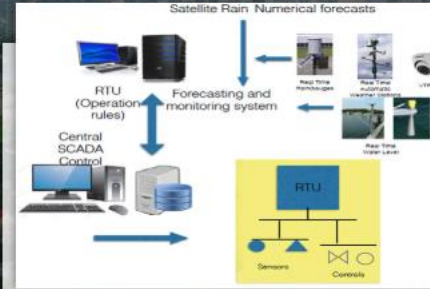 Satellite Rain Numerical forecasts
RTU
(Operation
rules)
Forecasting and
monitoring system
Real Time
Raingauges
Real Time
Automatic
Weather Stations
Real Time
Water Level
Central
SCADA
Control
RTU
Sensors
Controls